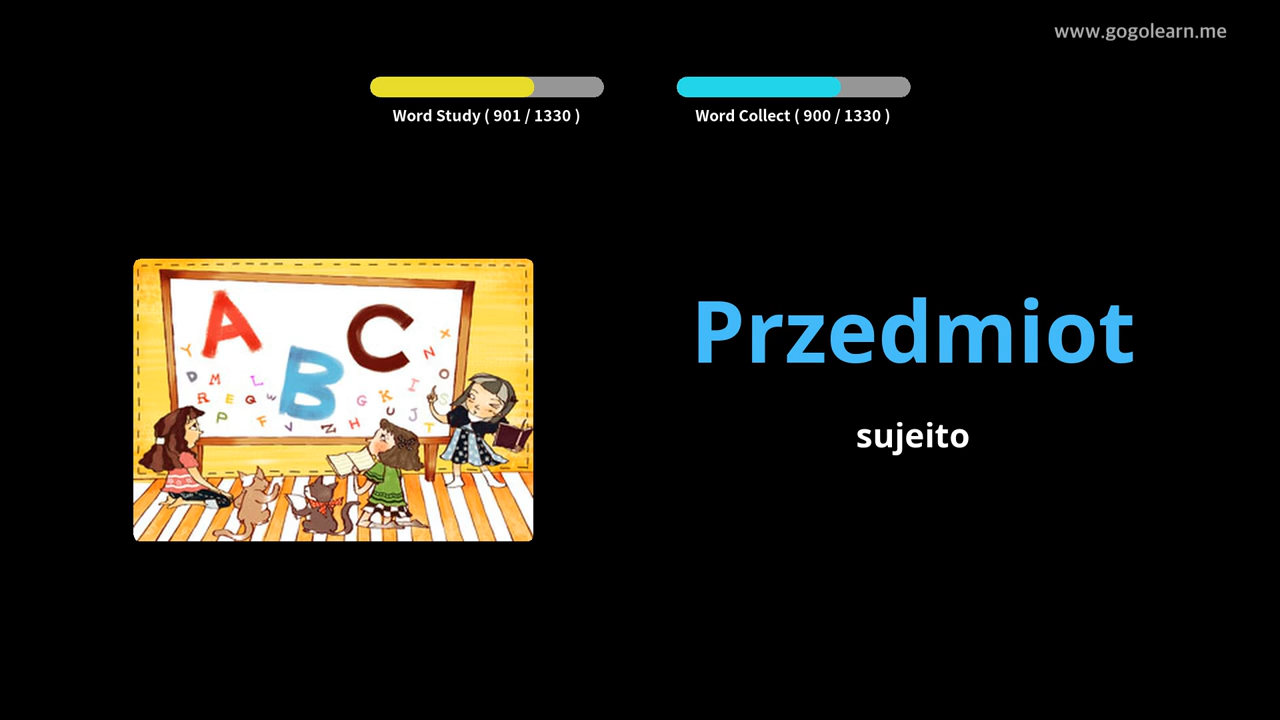 www.gogolearn.me
Word Study ( 901 / 1330 )
Word Collect ( 900 / 1330 )
A
B
C
Y
X
N
D M L
I
O
R E Q W
G K
S
P F V Z H U J T
Przedmiot
sujeito